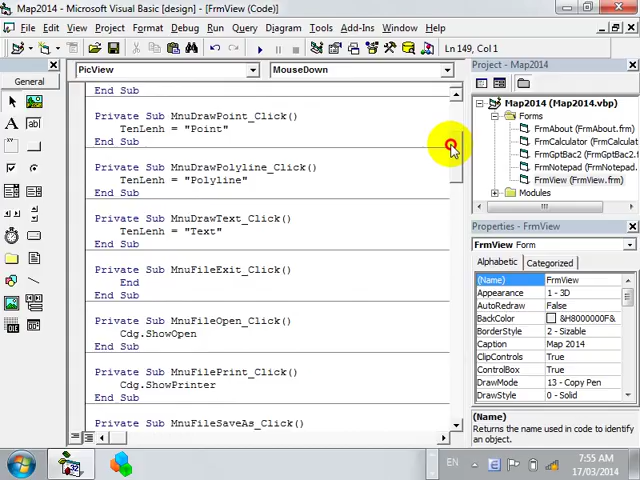 Map2014 - Microsoft Visual Basic [design] - [FrmView (Code)]
File Edit View Project Format Debug Run Query Diagram Tools Add-Ins Window Help
Ln 149, Col 1
General
PicView
MouseDown
End Sub
Private Sub MnuDrawPoint_Click()
TenLenh = "Point"
End Sub
Private Sub MnuDrawPolyline_Click()
TenLenh = "Polyline"
End Sub
Private Sub MnuDrawText_Click()
TenLenh = "Text"
End Sub
Private Sub MnuFileExit_Click()
End
End Sub
Private Sub MnuFileOpen_Click()
Cdg.ShowOpen
End Sub
Private Sub MnuFilePrint_Click()
Cdg.ShowPrinter
End Sub
Private Sub MnuFileSaveAs_Click()
Project - Map2014
Map2014 (Map2014.vbp)
Forms
FrmAbout (FrmAbout.frm)
FrmCalculator (FrmCalculator.
FrmGptBac2 (FrmGptBac2.f
FrmNotepad (FrmNotepad.
FrmView (FrmView.frm)
Modules
Properties - FrmView
FrmView Form
Alphabetic Categorized
(Name) FrmView
Appearance 1 - 3D
AutoRedraw False
BackColor &H8000000F&
BorderStyle 2 - Sizable
Caption Map 2014
ClipControls True
ControlBox True
DrawMode 13 - Copy Pen
DrawStyle 0 - Solid
(Name)
Returns the name used in code to identify
an object.
EN
7:55 AM
17/03/2014